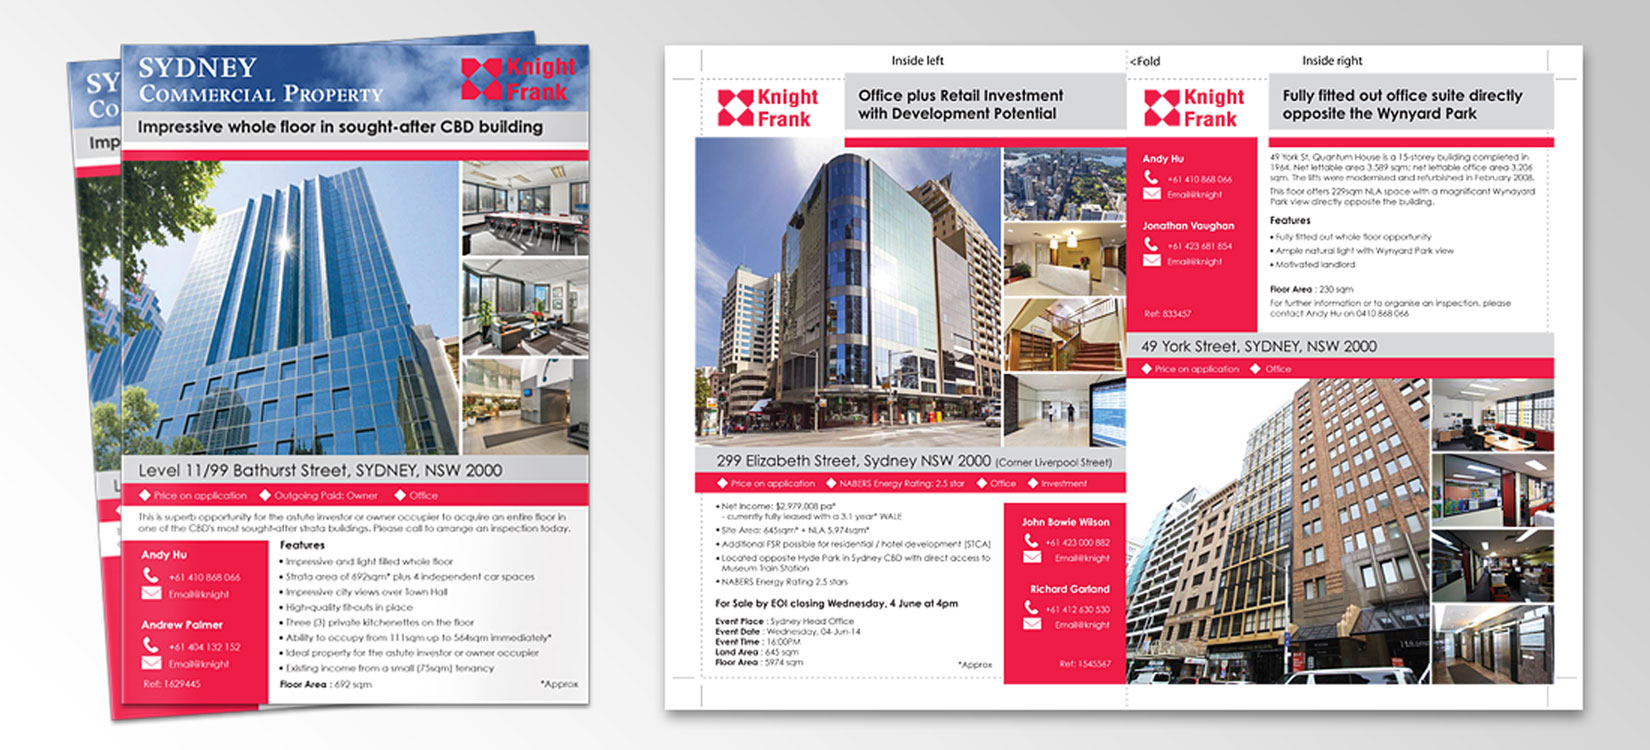 SY
Co
Imp
L
SYDNEY
COMMERCIAL PROPERTY
Knight
Frank
Impressive whole floor in sought-after CBD building
Level 11/99 Bathurst Street, SYDNEY, NSW 2000
Price on application Outgoing Paid: Owner Office
This is superb opportunity for the astute investor or owner occupier to acquire an entire floor in
one of the CBD's most sought-after strata buildings. Please call to arrange an inspection today.
Andy Hu
+61 410 868 066
Email@knight
Andrew Palmer
+61 404 132 152
Email@knight
Ref: 1629445
Features
• Impressive and light filled whole floor
• Strata area of 692sqm* plus 4 independent car spaces
• Impressive city views over Town Hall
• High-quality fit-outs in place
• Three (3) private kitchenettes on the floor
• Ability to occupy from 111sqm up to 564sqm immediately*
• Ideal property for the astute investor or owner occupier
• Existing income from a small (75sqm) tenancy
Floor Area : 692 sqm
*Approx
Inside left
Knight
Frank
Office plus Retail Investment
with Development Potential
299 Elizabeth Street, Sydney NSW 2000 (Corner Liverpool Street)
Price on application NABERS Energy Rating: 2.5 star Office Investment
• Net Income: $2,979,008 pa*
- currently fully leased with a 3.1 year* WALE
• Site Area: 645sqm* + NLA 5,974sqm*
• Additional FSR possible for residential / hotel development (STCA)
• Located opposite Hyde Park in Sydney CBD with direct access to
Museum Train Station
• NABERS Energy Rating 2.5 stars
For Sale by EOI closing Wednesday, 4 June at 4pm
Event Place : Sydney Head Office
Event Date : Wednesday, 04-Jun-14
Event Time : 16:00PM
Land Area : 645 sqm
Floor Area : 5974 sqm
*Approx
John Bowie Wilson
+61 423 000 882
Email@knight
Richard Garland
+61 412 630 530
Email@knight
Ref: 1545567
<Fold
Inside right
Knight
Frank
Fully fitted out office suite directly
opposite the Wynyard Park
Andy Hu
+61 410 868 066
Email@knight
Jonathan Vaughan
+61 423 681 854
Email@knight
Ref: 833457
49 York St, Quantum House is a 15-storey building completed in
1964. Net lettable area 3,589 sqm; net lettable office area 3,206
sqm. The lifts were modernised and refurbished in February 2008.
This floor offers 229sqm NLA space with a magnificent Wynayard
Park view directly opposite the building.
Features
• Fully fitted out whole floor opportunity
• Ample natural light with Wynyard Park view
• Motivated landlord
Floor Area : 230 sqm
For further information or to organise an inspection, please
contact Andy Hu on 0410 868 066
49 York Street, SYDNEY, NSW 2000
Price on application Office